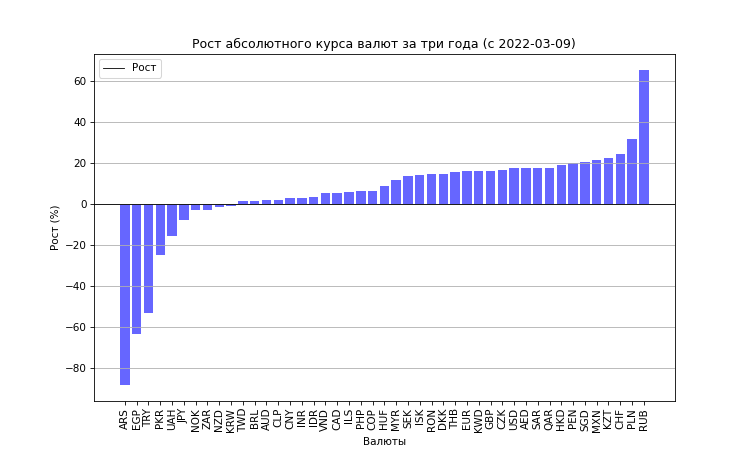 Рост абсолютного курса валют за три года (с 2022-03-09)
Рост
60
40
20
0
−20
−40
−60
−80
Рост (%)
ARS EGP TRY PKR UAH JPY NOK ZAR NZD KRW TWD BRL AUD CLP CNY INR IDR VND CAD ILS PHP COP HUF MYR SEK ISK RON DKK THB EUR KWD GBP CZK USD AED SAR QAR HKD PEN SGD MXN KZT CHF PLN RUB
Валюты